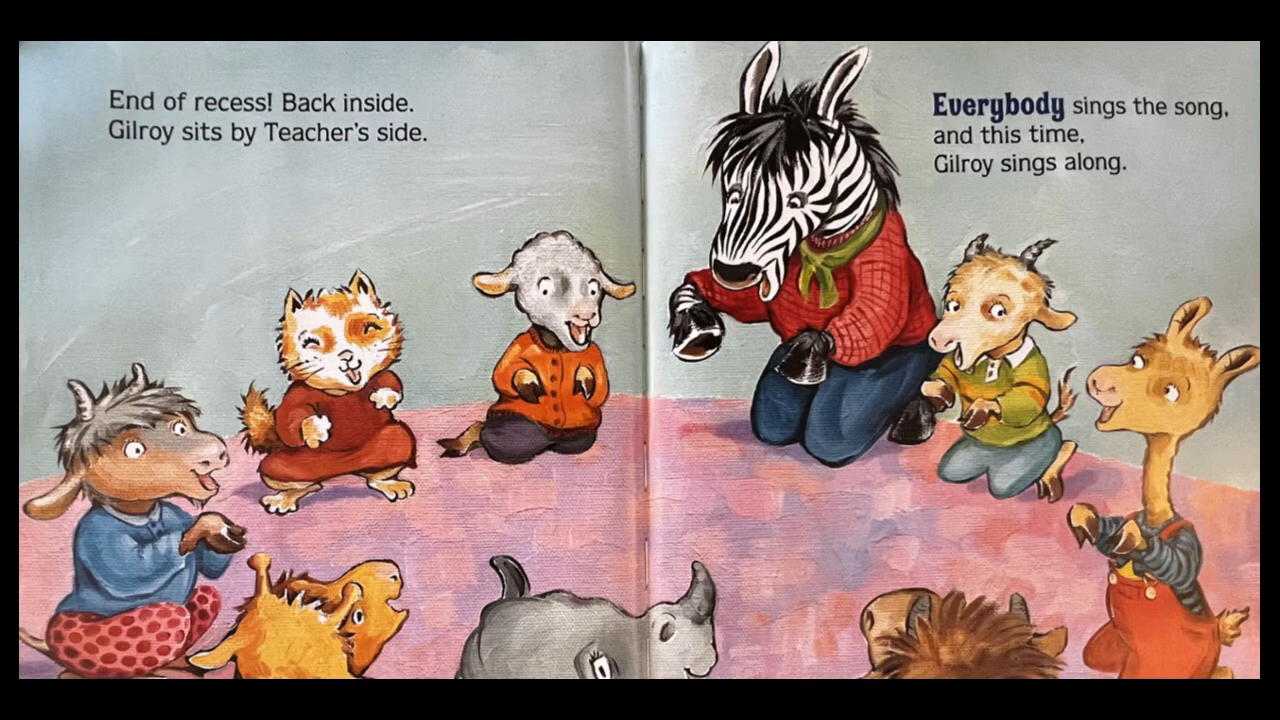 End of recess! Back inside.
Gilroy sits by Teacher's side.
Everybody sings the song,
and this time,
Gilroy sings along.